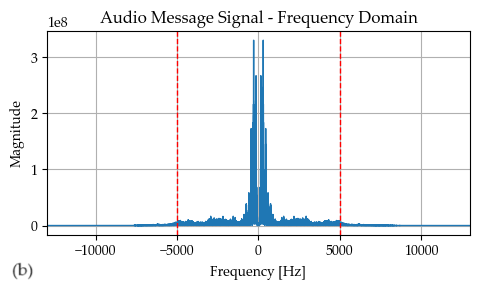 Audio Message Signal - Frequency Domain
1e8
3
2
1
0
Magnitude
−10000 −5000 0 5000 10000
Frequency [Hz]
(b)